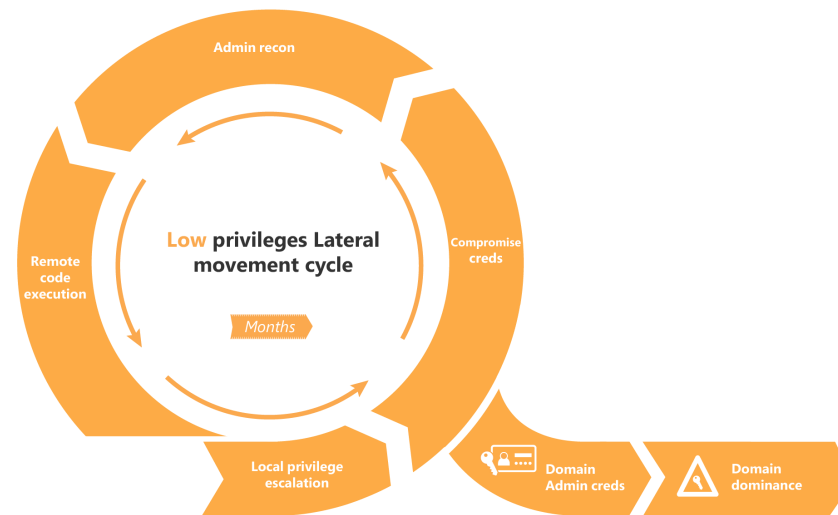 Admin recon
Low privileges Lateral
movement cycle
Months
Compromise
creds
Remote
code
execution
Local privilege
escalation
Domain
Admin creds
Domain
dominance